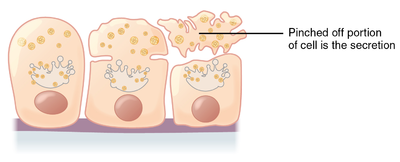 Pinched off portion
of cell is the secretion